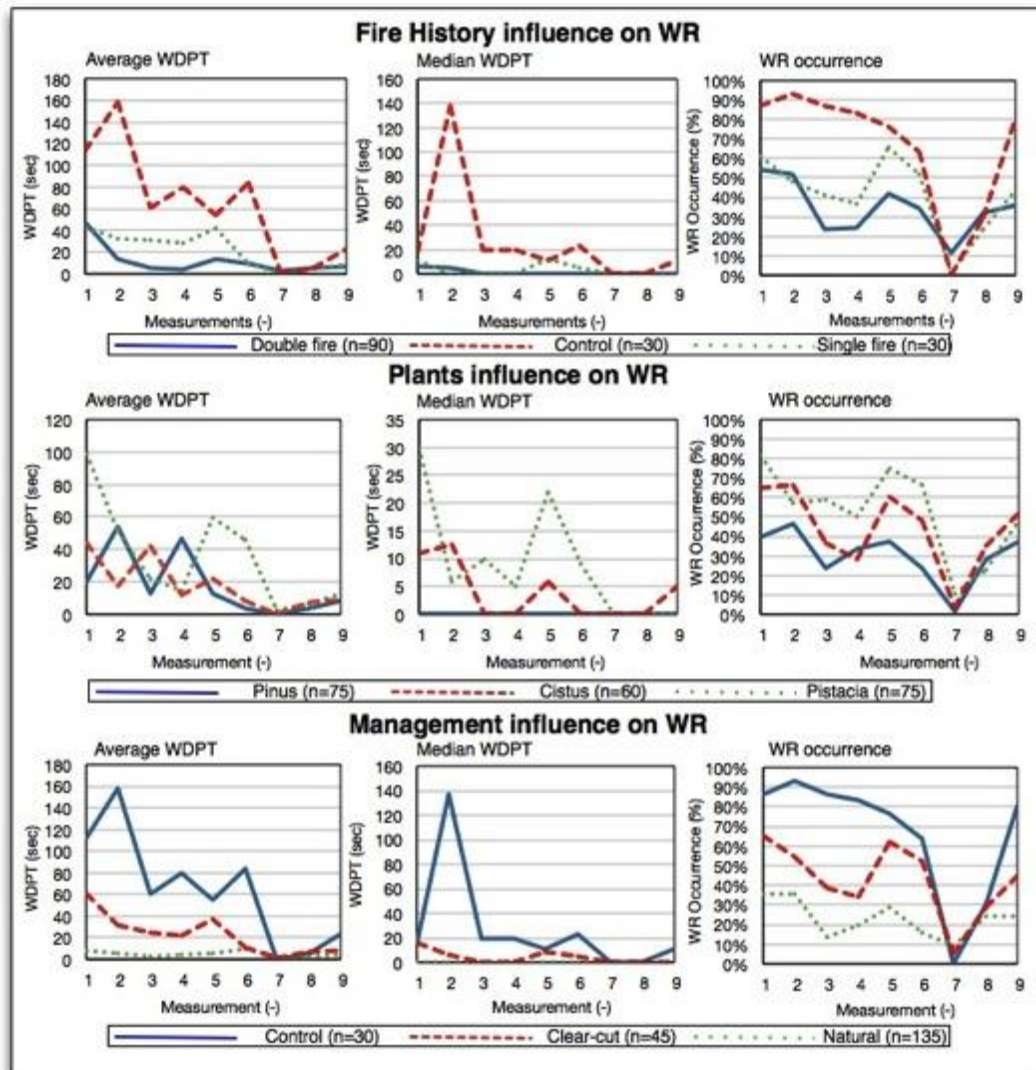 Fire History influence on WR
Average WDPT
Median WDPT
WR occurrence
WDPT (sec)
180
160
140
120
100
80
60
40
20
0
1 2 3 4 5 6 7 8 9
Measurements (-)
WDPT (sec)
160
140
120
100
80
60
40
20
0
1 2 3 4 5 6 7 8 9
Measurements (-)
WR Occurrence (%)
100%
90%
80%
70%
60%
50%
40%
30%
20%
10%
0%
1 2 3 4 5 6 7 8 9
Measurement (-)
Double fire (n=90) Control (n=30) Single fire (n=30)
Plants influence on WR
Average WDPT
Median WDPT
WR occurrence
WDPT (sec)
120
100
80
60
40
20
0
1 2 3 4 5 6 7 8 9
Measurement (-)
WDPT (sec)
35
30
25
20
15
10
5
0
1 2 3 4 5 6 7 8 9
Measurement (-)
WR Occurrence (%)
100%
90%
80%
70%
60%
50%
40%
30%
20%
10%
0%
1 2 3 4 5 6 7 8 9
Measurement (-)
Pinus (n=75) Cistus (n=60) Pistacia (n=75)
Management influence on WR
Average WDPT
Median WDPT
WR occurrence
WDPT (sec)
180
160
140
120
100
80
60
40
20
0
1 2 3 4 5 6 7 8 9
Measurement (-)
WDPT (sec)
160
140
120
100
80
60
40
20
0
1 2 3 4 5 6 7 8 9
Measurement (-)
WR Occurrence (%)
100%
90%
80%
70%
60%
50%
40%
30%
20%
10%
0%
1 2 3 4 5 6 7 8 9
Measurement (-)
Control (n=30) Clear-cut (n=45) Natural (n=135)